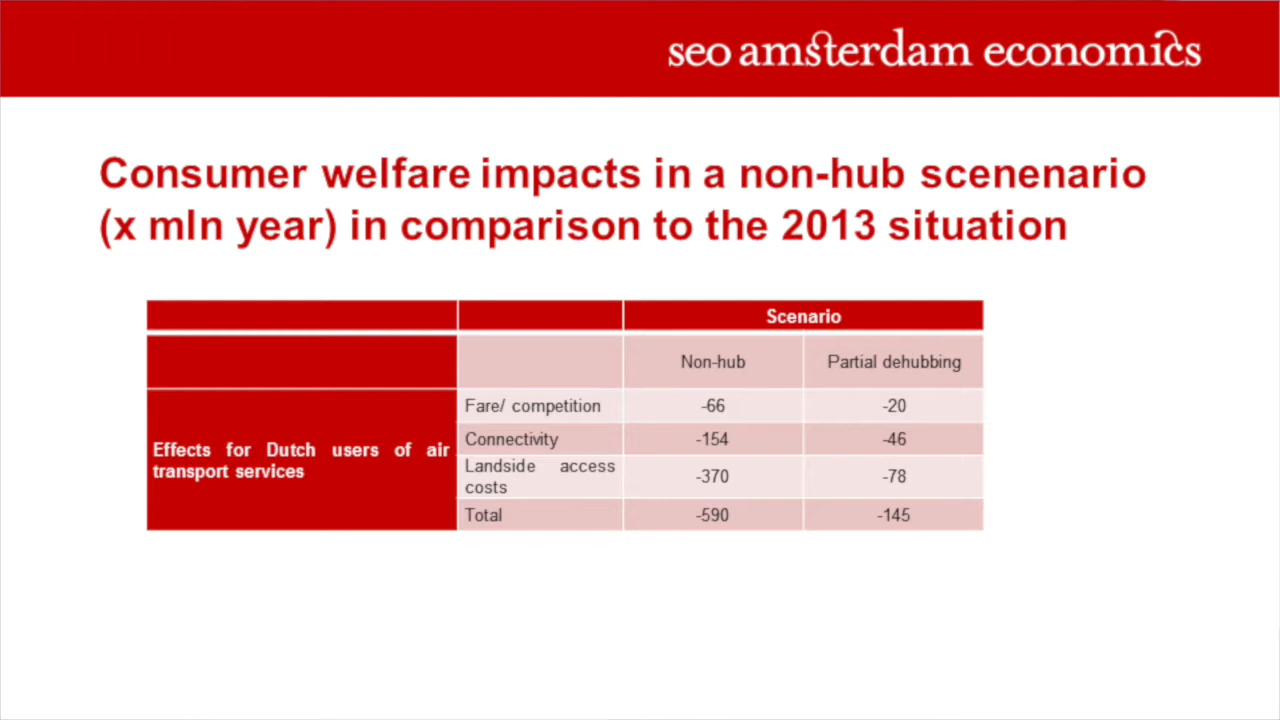 seo amsterdam economics
Consumer welfare impacts in a non-hub scenenario
(x mln year) in comparison to the 2013 situation
Scenario
Non-hub Partial dehubbing
Effects for Dutch users of air
transport services
Fare/ competition -66 -20
Connectivity -154 -46
Landside access
costs -370 -78
Total -590 -145